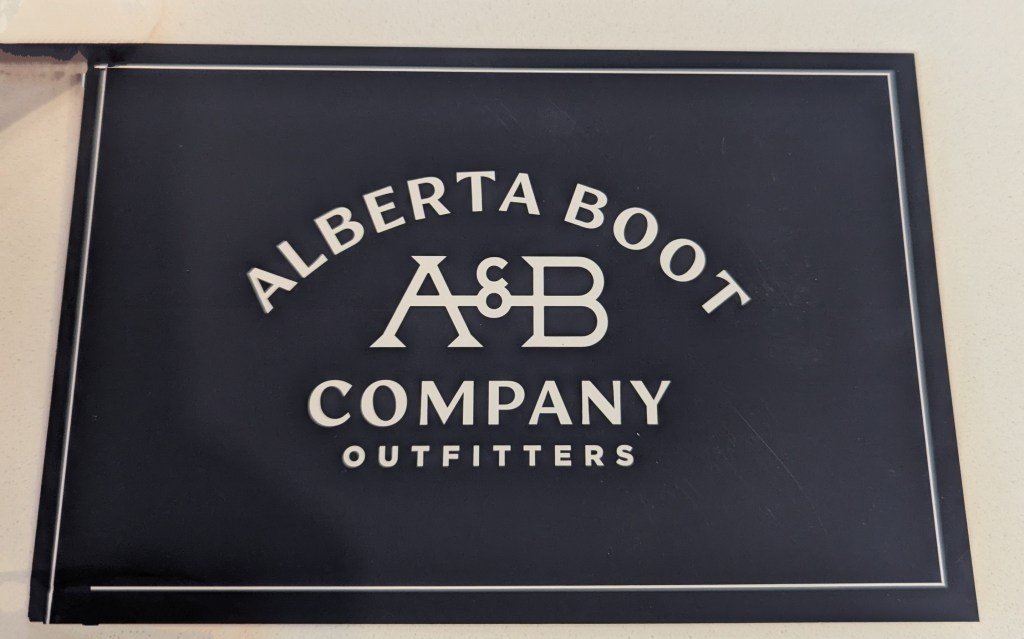 ALBERTA BOOT
A&B
COMPANY
OUTFITTERS